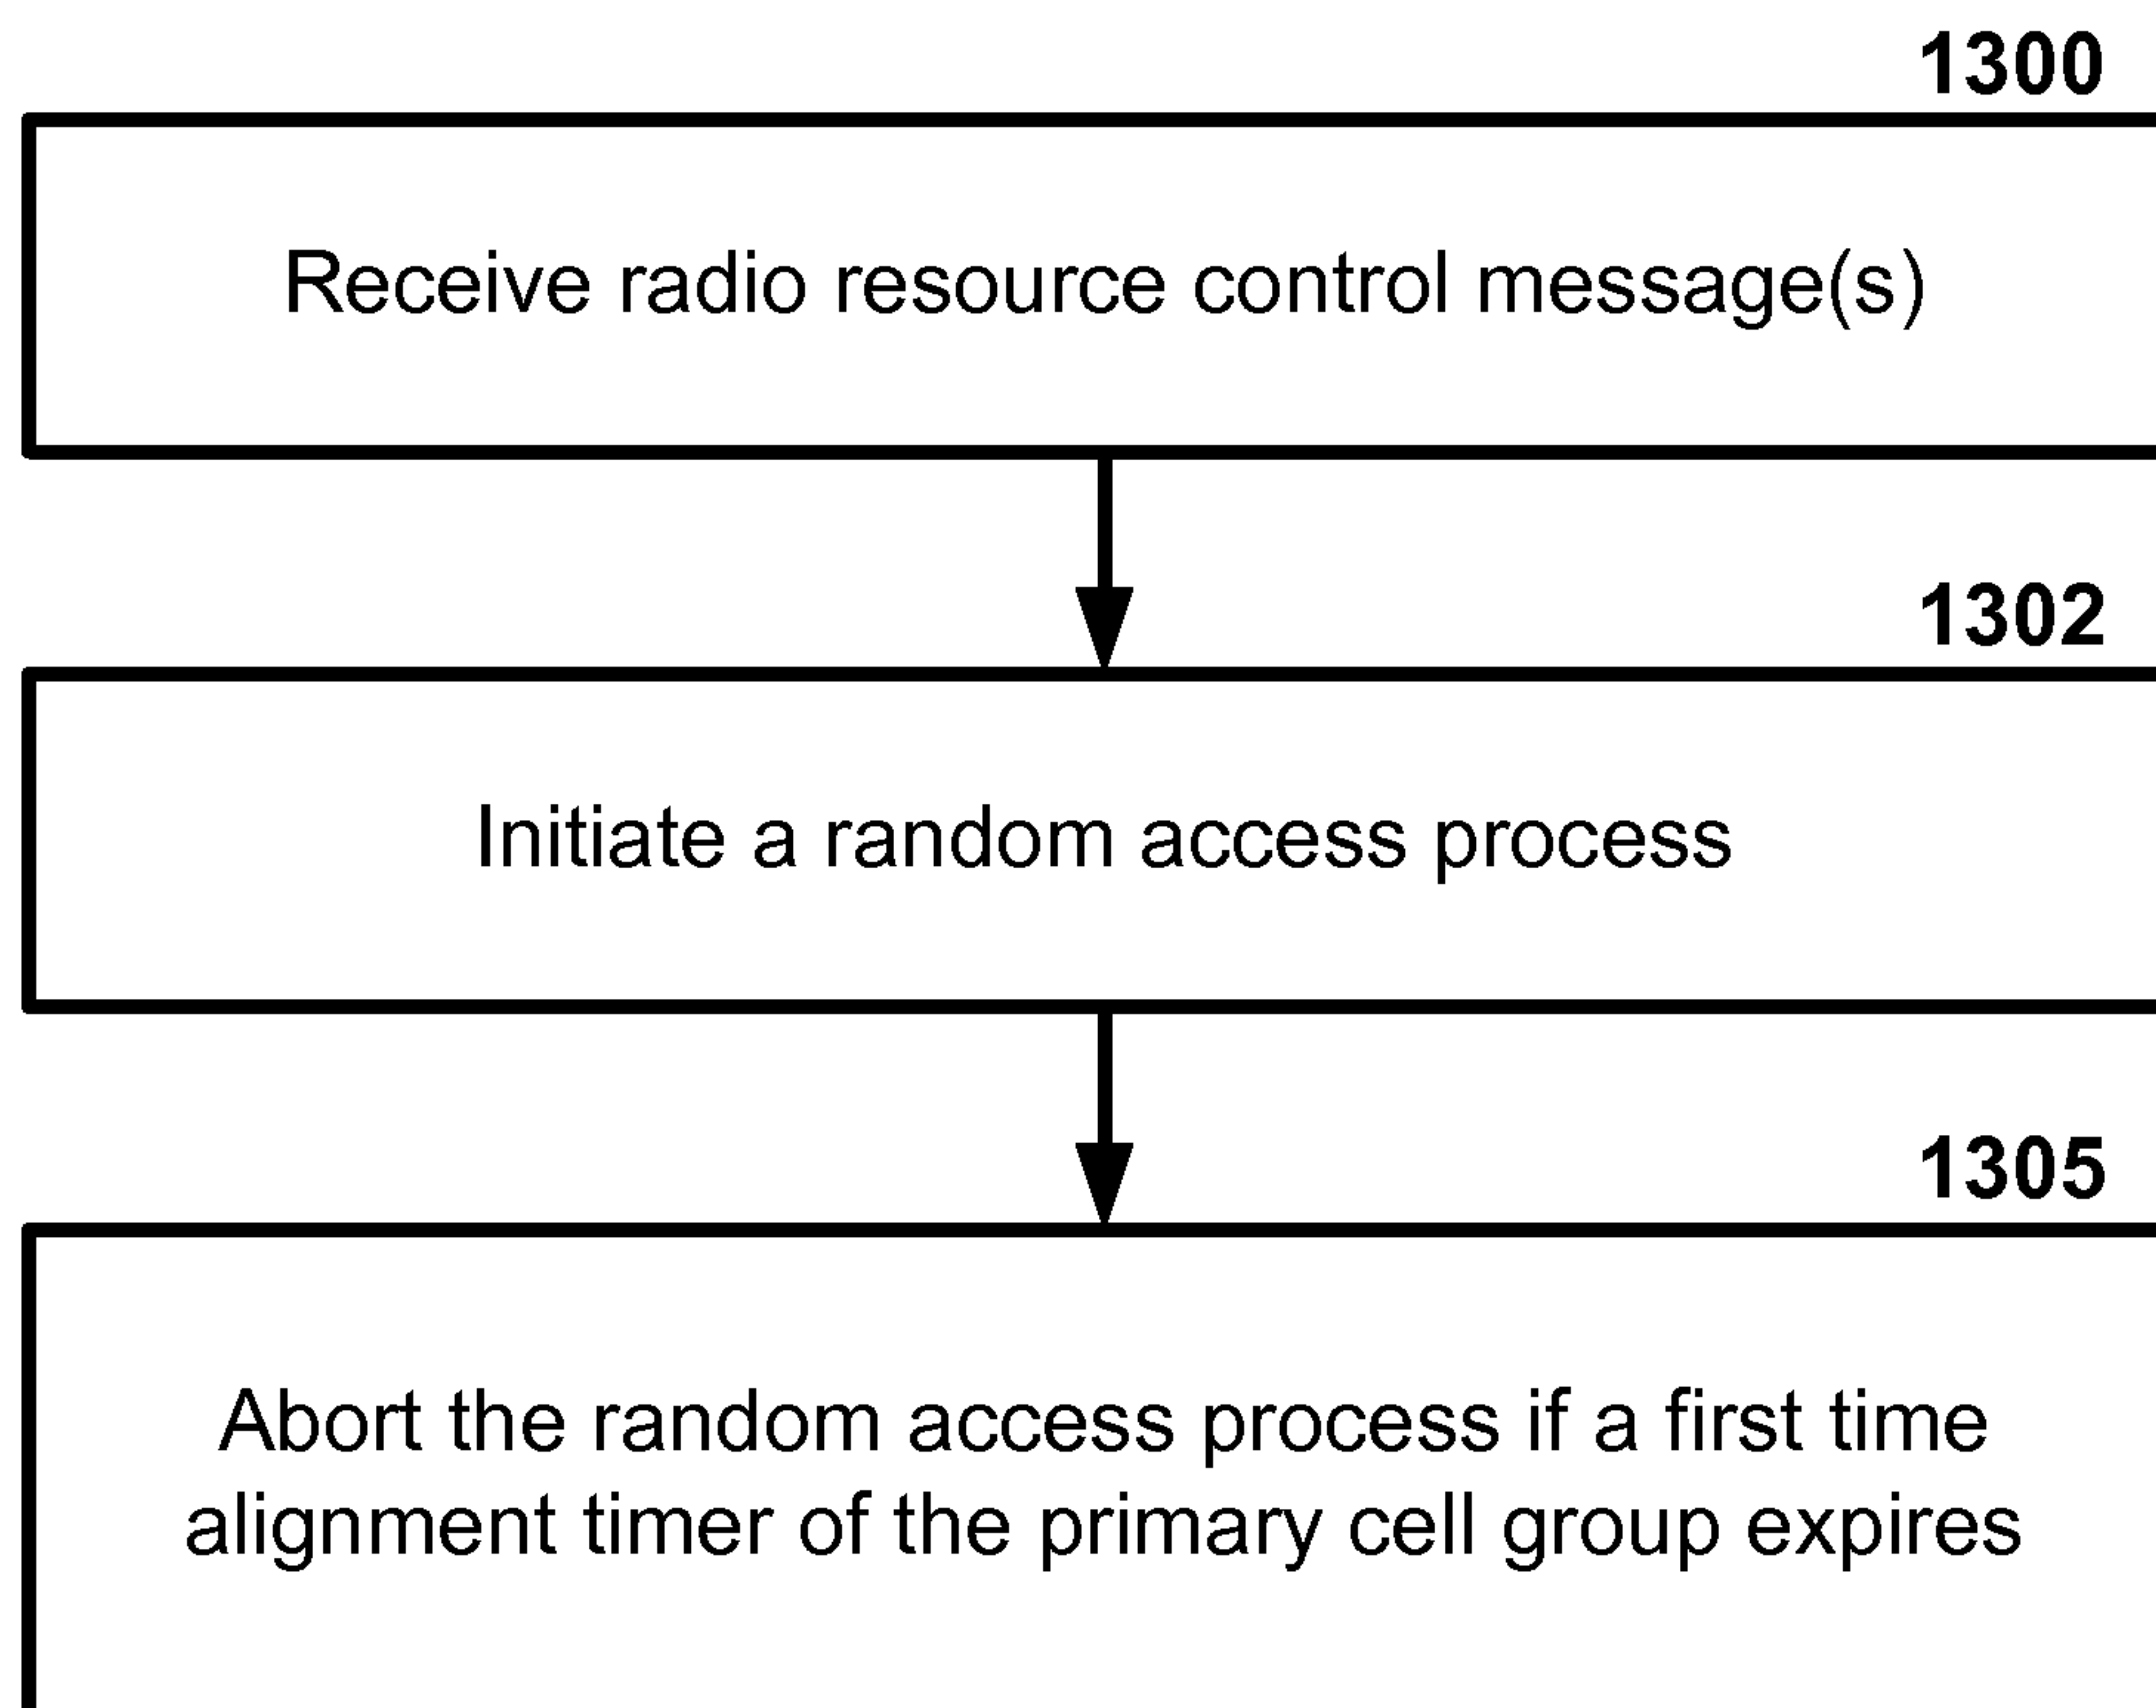 1300
Receive radio resource control message(s)
1302
Initiate a random access process
1305
Abort the random access process if a first time
alignment timer of the primary cell group expires